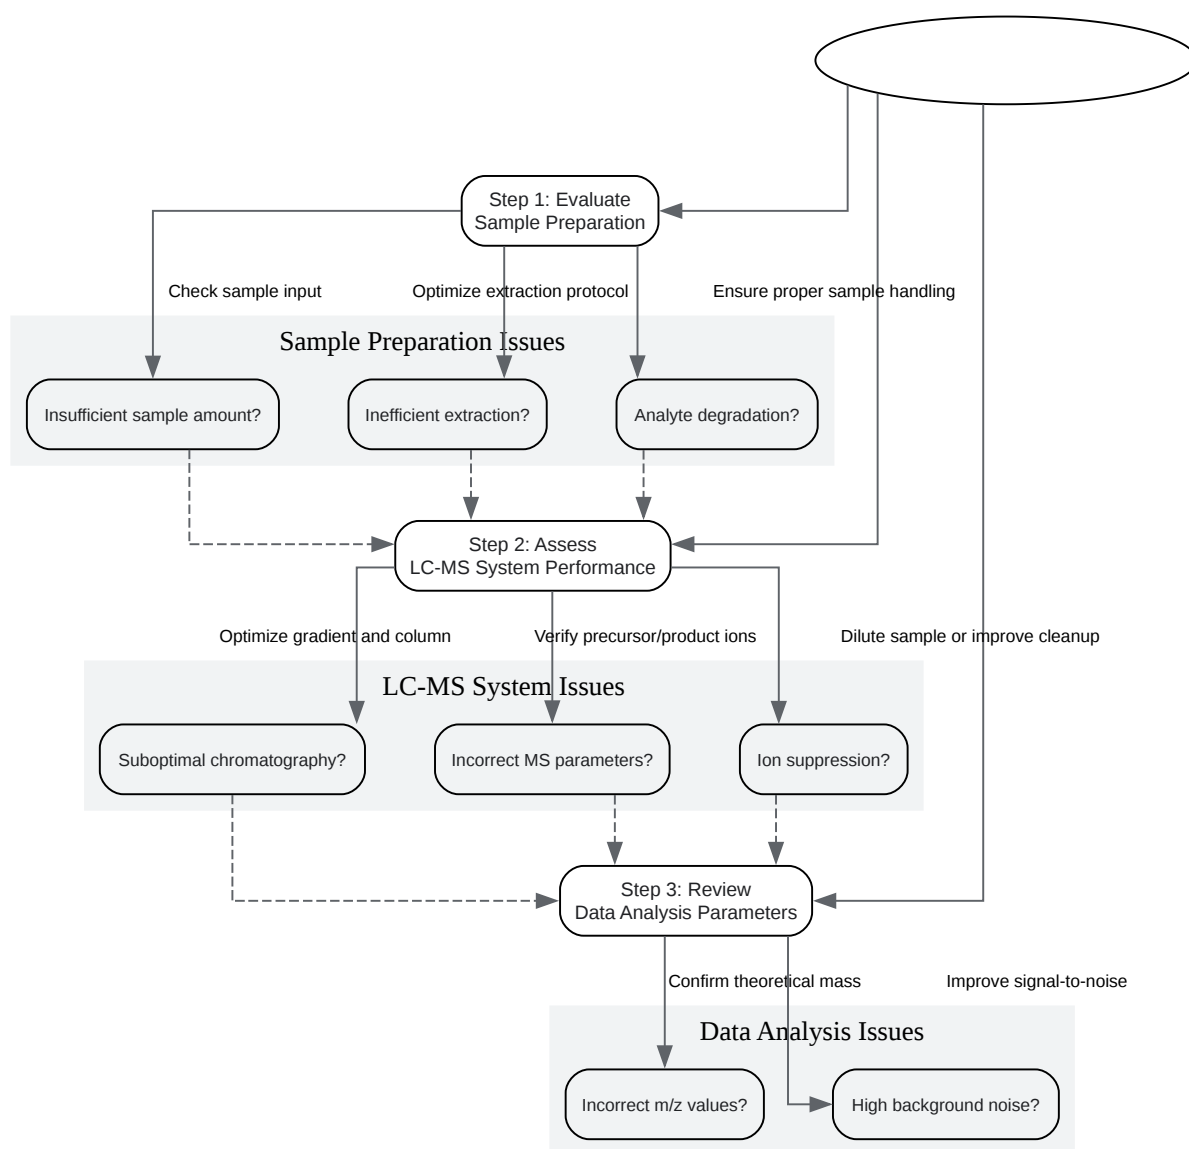 Step 1: Evaluate
Sample Preparation
Check sample input
Optimize extraction protocol
Ensure proper sample handling
Sample Preparation Issues
Insufficient sample amount?
Inefficient extraction?
Analyte degradation?
Step 2: Assess
LC-MS System Performance
Optimize gradient and column
Verify precursor/product ions
Dilute sample or improve cleanup
LC-MS System Issues
Suboptimal chromatography?
Incorrect MS parameters?
Ion suppression?
Step 3: Review
Data Analysis Parameters
Confirm theoretical mass
Improve signal-to-noise
Data Analysis Issues
Incorrect m/z values?
High background noise?